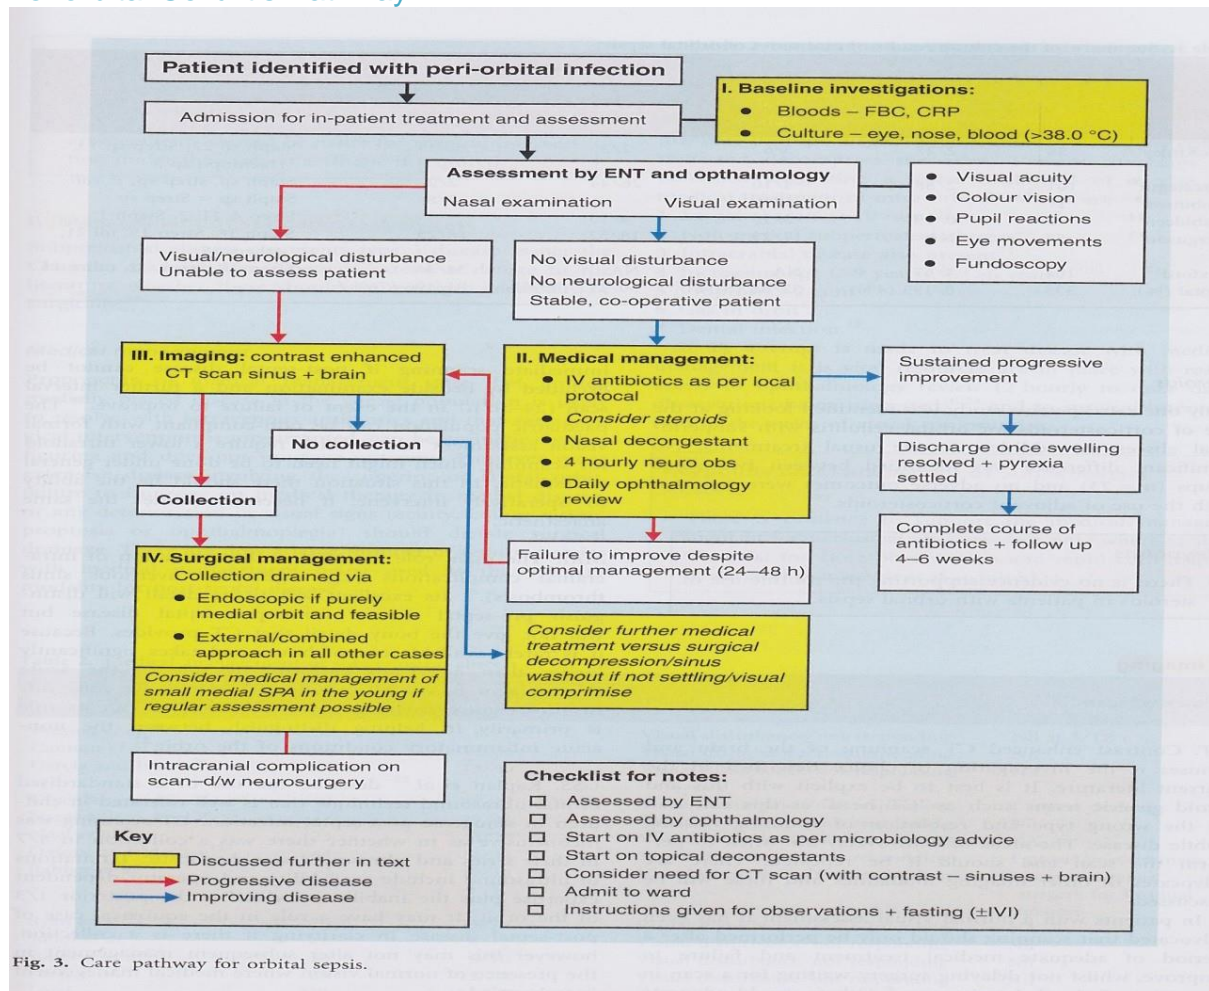 Patient identified with peri-orbital infection
Admission for in-patient treatment and assessment
I. Baseline investigations:
● Bloods – FBC, CRP
● Culture – eye, nose, blood (>38.0 °C)
Assessment by ENT and opthalmology
Nasal examination Visual examination
● Visual acuity
● Colour vision
● Pupil reactions
● Eye movements
● Fundoscopy
Visual/neurological disturbance
Unable to assess patient
No visual disturbance
No neurological disturbance
Stable, co-operative patient
III. Imaging: contrast enhanced
CT scan sinus + brain
No collection
Collection
II. Medical management:
● IV antibiotics as per local
protocal
Consider steroids
● Nasal decongestant
● 4 hourly neuro obs
● Daily ophthalmology
review
Sustained progressive
improvement
Discharge once swelling
resolved + pyrexia
settled
Complete course of
antibiotics + follow up
4–6 weeks
Failure to improve despite
optimal management (24–48 h)
IV. Surgical management:
Collection drained via
● Endoscopic if purely
medial orbit and feasible
● External/combined
approach in all other cases
Consider medical management of
small medial SPA in the young if
regular assessment possible
Consider further medical
treatment versus surgical
decompression/sinus
washout if not settling/visual
comprimise
Intracranial complication on
scan–d/w neurosurgery
Key
Discussed further in text
Progressive disease
Improving disease
Checklist for notes:
□ Assessed by ENT
□ Assessed by ophthalmology
□ Start on IV antibiotics as per microbiology advice
□ Start on topical decongestants
□ Consider need for CT scan (with contrast – sinuses + brain)
□ Admit to ward
□ Instructions given for observations + fasting (±IVI)
Fig. 3. Care pathway for orbital sepsis.